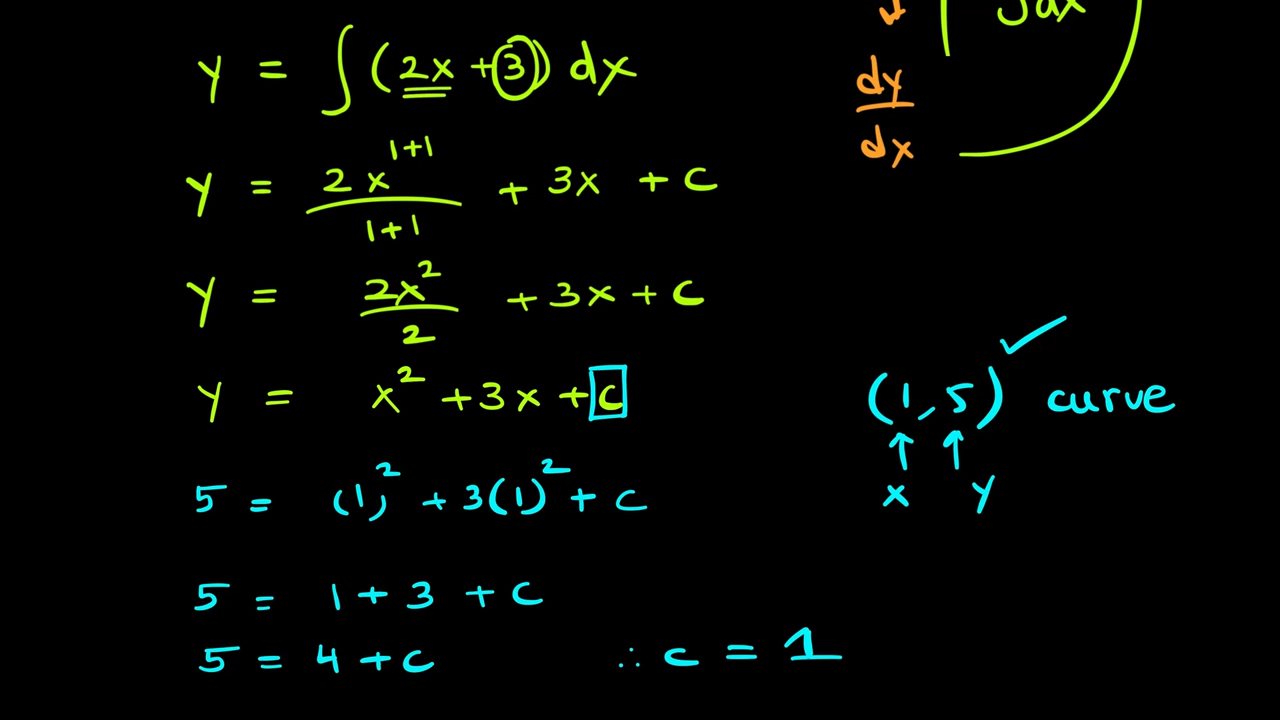 ∫dx
y = ∫(2x + 3) dx
dy/dx
y = 2x^(1+1)/(1+1) + 3x + c
y = 2x²/2 + 3x + c
y = x² + 3x + c
(1, 5) curve
x y
5 = (1)² + 3(1)² + c
5 = 1 + 3 + c
5 = 4 + c ∴ c = 1